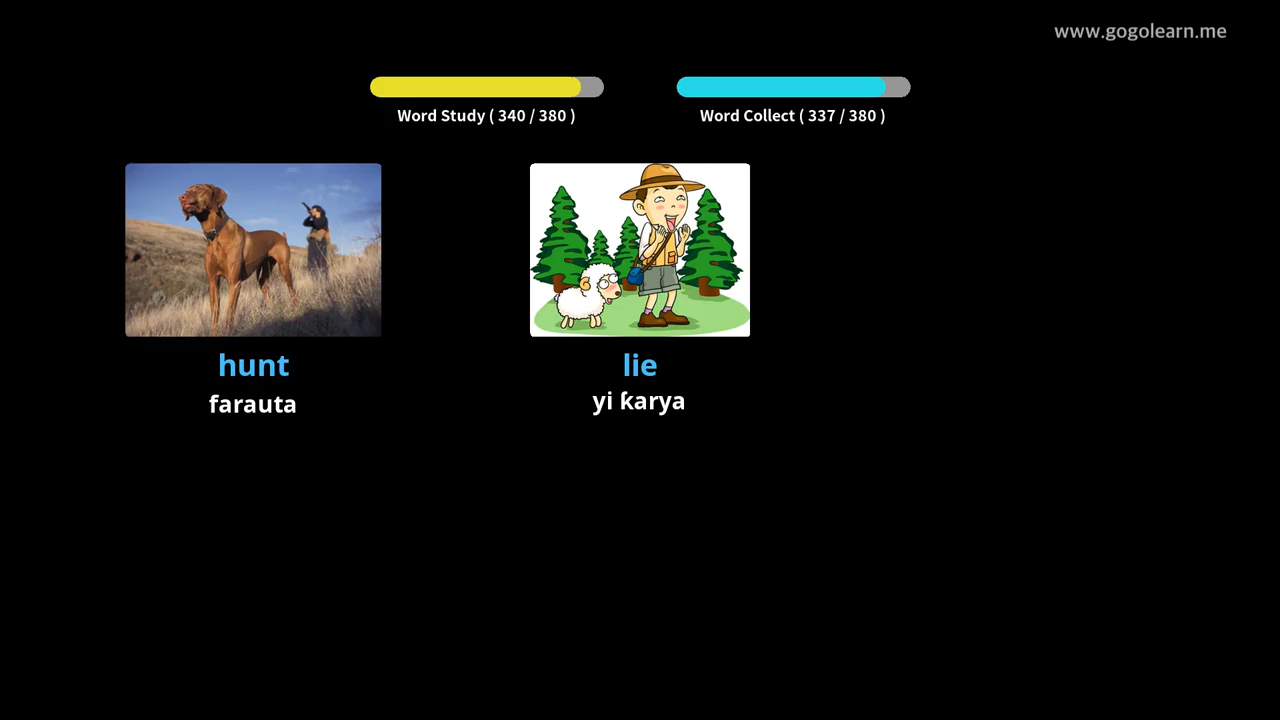 www.gogolearn.me
Word Study ( 340 / 380 )
Word Collect ( 337 / 380 )
hunt
farauta
lie
yi ƙarya